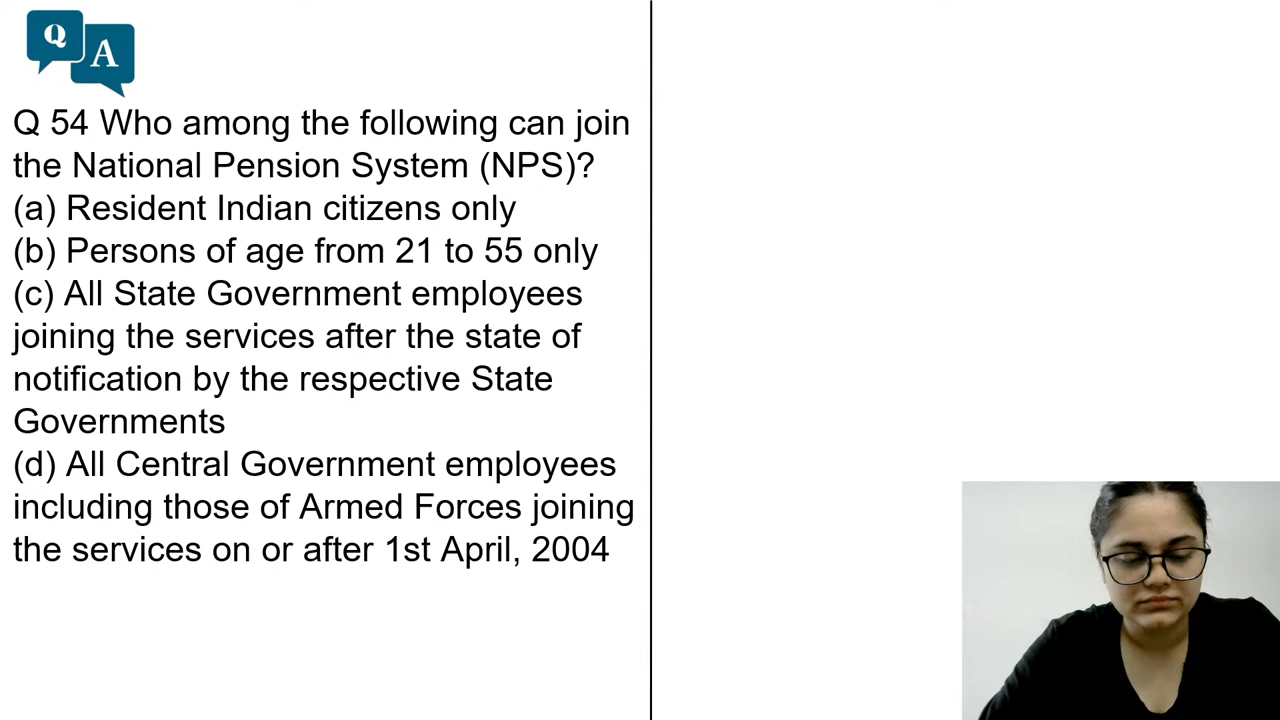 Q
A
Q 54 Who among the following can join
the National Pension System (NPS)?
(a) Resident Indian citizens only
(b) Persons of age from 21 to 55 only
(c) All State Government employees
joining the services after the state of
notification by the respective State
Governments
(d) All Central Government employees
including those of Armed Forces joining
the services on or after 1st April, 2004